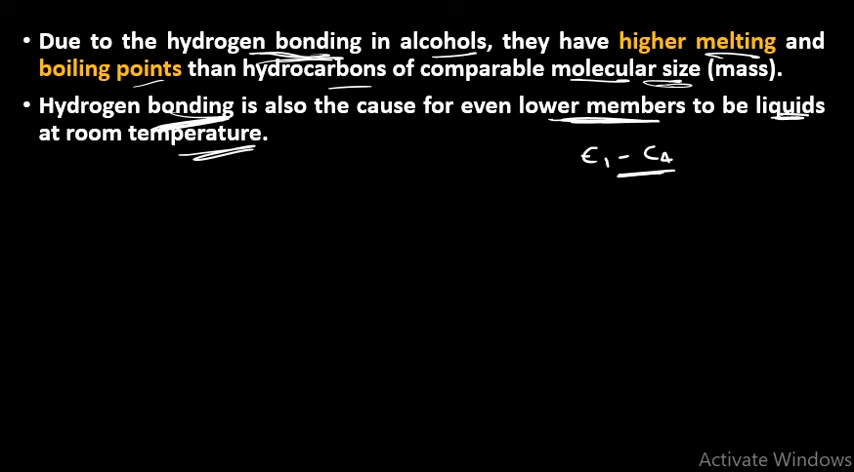 • Due to the hydrogen bonding in alcohols, they have higher melting and
boiling points than hydrocarbons of comparable molecular size (mass).
• Hydrogen bonding is also the cause for even lower members to be liquids
at room temperature.
C₁ – C₄
Activate Windows